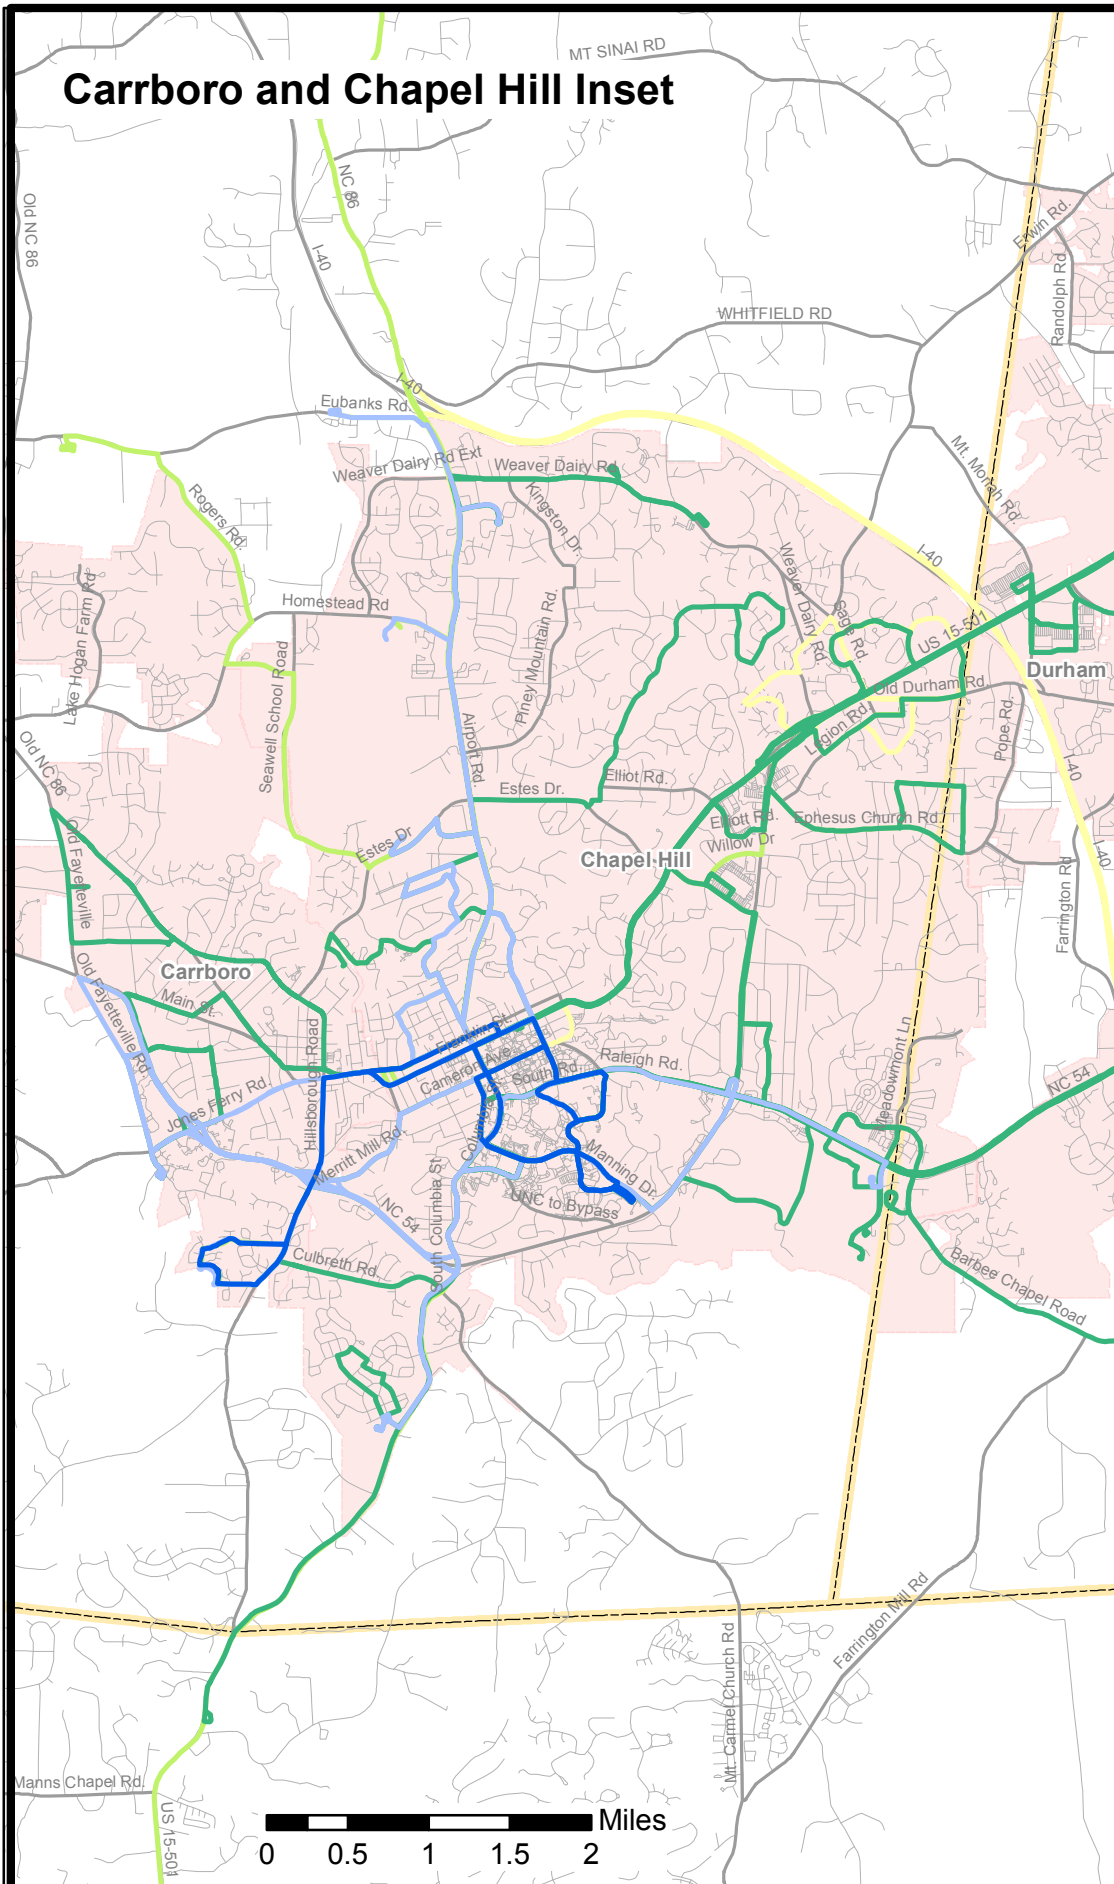 MT SINAI RD
Carrboro and Chapel Hill Inset
NC 86
Old NC 86
I-40
Erwin Rd.
Randolph Rd
WHITFIELD RD
I-40
Eubanks Rd.
Weaver Dairy Rd Ext
Weaver Dairy Rd
Kingston Dr.
Mt. Moriah Rd.
Rogers Rd.
I-40
Weaver Dairy Rd.
Lake Hogan Farm Rd
Homestead Rd
Piney Mountain Rd.
Sage Rd.
US 15-501
Seawell School Road
Durham
Old Durham Rd.
Airport Rd.
Legion Rd.
Pope Rd.
Old NC 86
I-40
Elliot Rd.
Estes Dr.
Elliott Rd.
Ephesus Church Rd.
Estes Dr
Willow Dr
Chapel Hill
I-40
Old Fayetteville
Farrington Rd
Carrboro
Old Fayetteville Rd.
Main St.
Franklin St.
Hillsborough Road
Cameron Ave.
Raleigh Rd.
South Rd.
Meadowmont Ln
NC 54
Jones Ferry Rd.
Columbia St.
Merritt Mill Rd.
Manning Dr.
South Columbia St
UNC to Bypass
NC 54
Culbreth Rd.
Barbee Chapel Road
Farrington Mill Rd
Mt. Carmel Church Rd
Manns Chapel Rd.
US 15-501
Miles
0 0.5 1 1.5 2